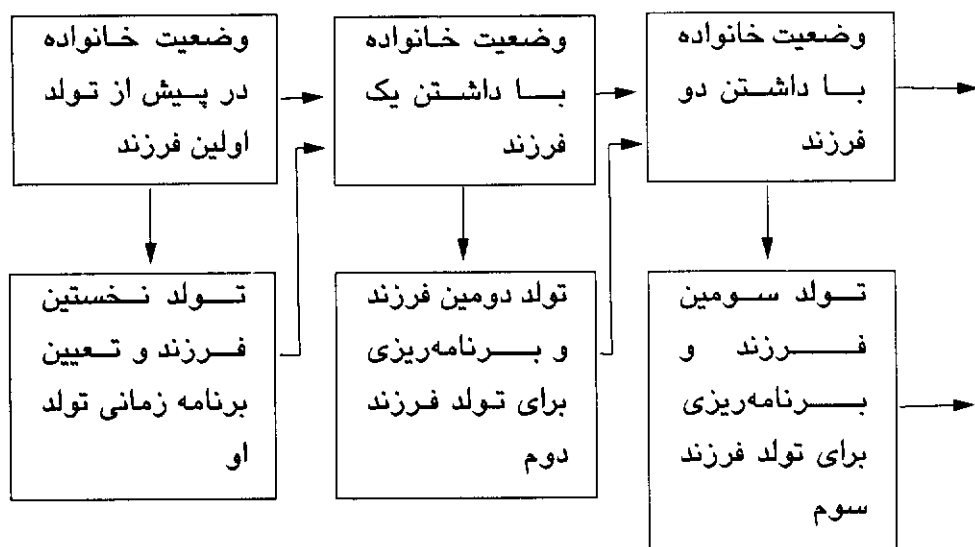 وضعیت خانواده
در پیش از تولد
اولین فرزند
وضعیت خانواده
با داشتن یک
فرزند
وضعیت خانواده
با داشتن دو
فرزند
تولد نخستین
فرزند و تعیین
برنامه زمانی تولد
او
تولد دومین فرزند
و برنامه‌ریزی
برای تولد فرزند
دوم
تولد سومین
فرزند و
برنامه‌ریزی
برای تولد فرزند
سوم